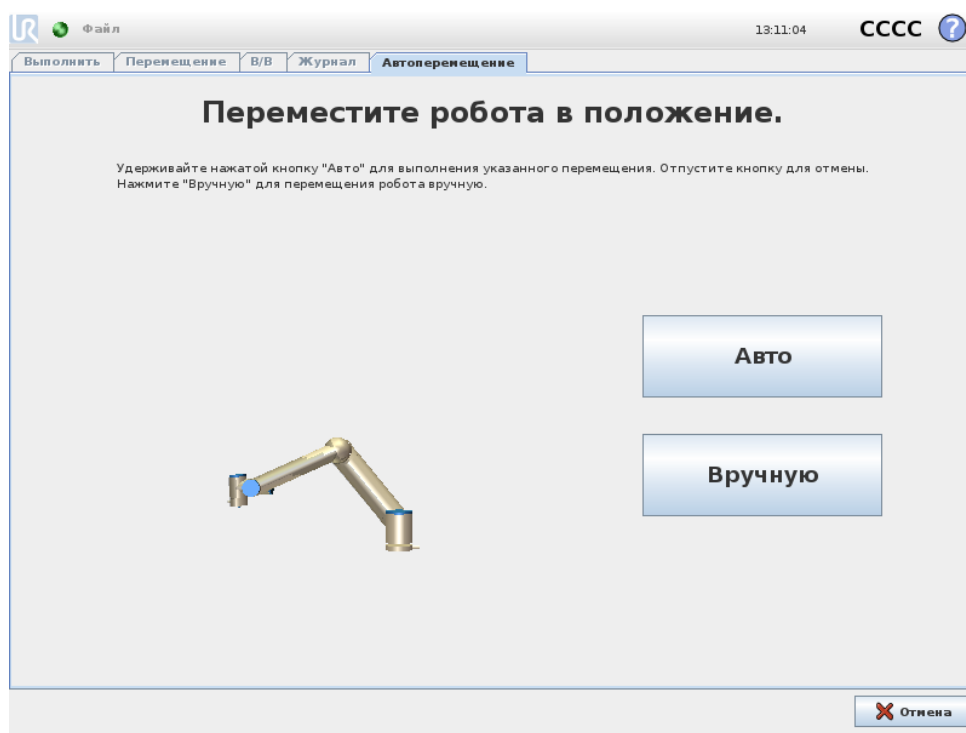 UR Файл 13:11:04 CCCC ?
Выполнить Перемещение В/В Журнал Автоперемещение
Переместите робота в положение.
Удерживайте нажатой кнопку "Авто" для выполнения указанного перемещения. Отпустите кнопку для отмены.
Нажмите "Вручную" для перемещения робота вручную.
Авто
Вручную
Отмена